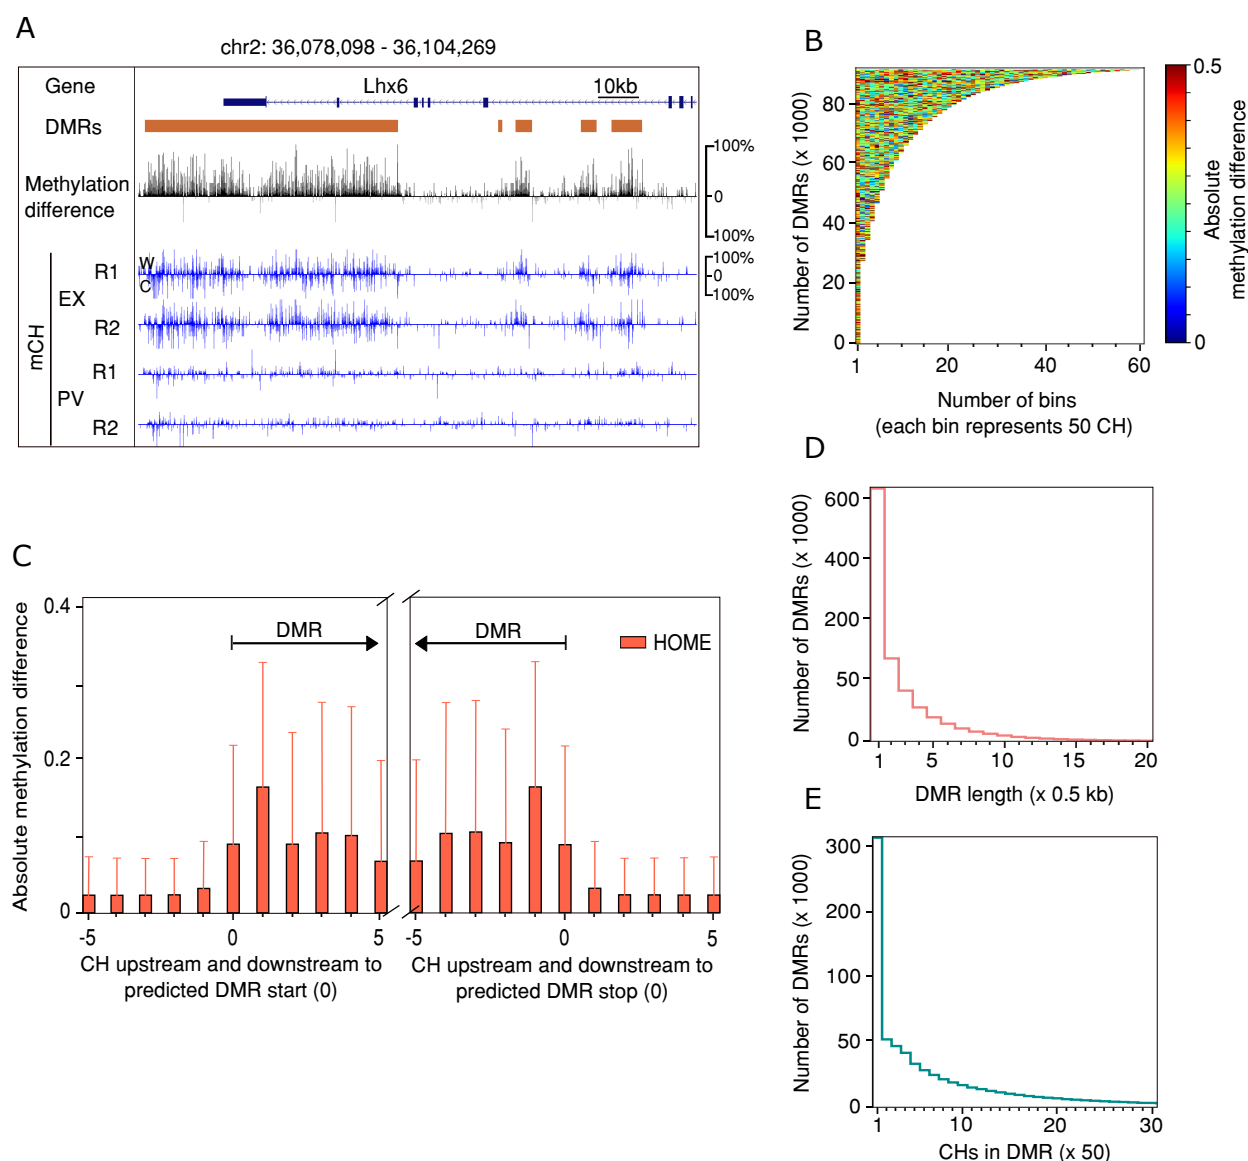 A
chr2: 36,078,098 - 36,104,269
Gene
Lhx6
10kb
DMRs
Methylation
difference
100%
0
100%
mCH
EX
R1
W
C
100%
0
100%
R2
PV
R1
R2
B
Number of DMRs (x 1000)
80
60
40
20
0
1
20
40
60
Number of bins
(each bin represents 50 CH)
0.5
0
Absolute
methylation difference
C
Absolute methylation difference
0.4
0.2
0
DMR
DMR
HOME
-5
0
5
-5
0
5
CH upstream and downstream to
predicted DMR start (0)
CH upstream and downstream to
predicted DMR stop (0)
D
Number of DMRs (x 1000)
600
400
200
50
0
1
5
10
15
20
DMR length (x 0.5 kb)
E
Number of DMRs (x 1000)
300
200
100
50
0
1
10
20
30
CHs in DMR (x 50)